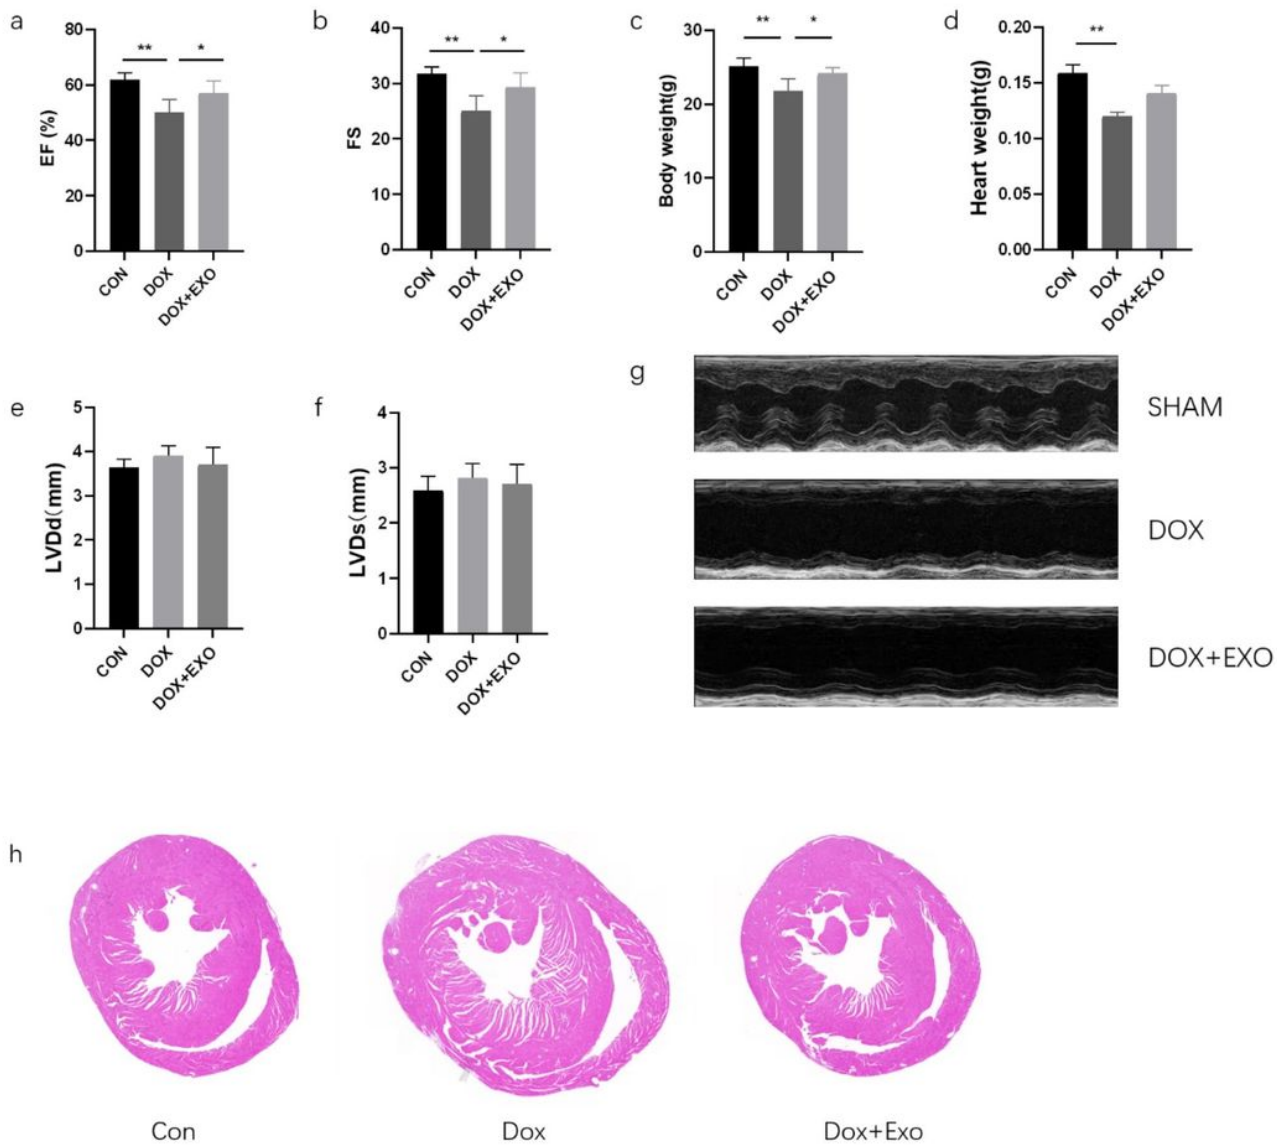 a
80
60
40
20
0
EF (%)
**
*
CON
DOX
DOX+EXO
b
40
30
20
10
0
FS
**
*
CON
DOX
DOX+EXO
c
30
20
10
0
Body weight(g)
**
*
CON
DOX
DOX+EXO
d
0.20
0.15
0.10
0.05
0.00
Heart weight(g)
**
CON
DOX
DOX+EXO
e
5
4
3
2
1
0
LVDd(mm)
CON
DOX
DOX+EXO
f
4
3
2
1
0
LVDs(mm)
CON
DOX
DOX+EXO
g
SHAM
DOX
DOX+EXO
h
Con
Dox
Dox+Exo